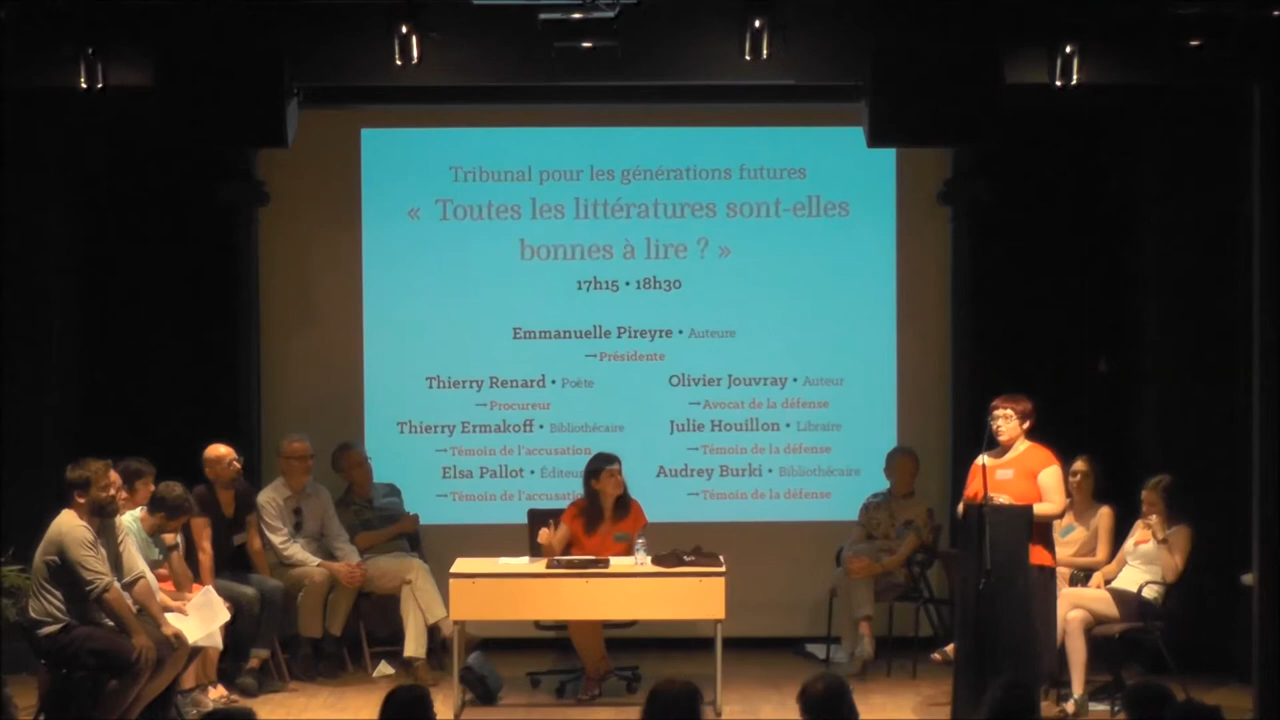 Tribunal pour les générations futures
« Toutes les littératures sont-elles
bonnes à lire ? »
17h15 • 18h30
Emmanuelle Pireyre • Auteure
→Présidente
Thierry Renard • Poète
→Procureur
Thierry Ermakoff • Bibliothécaire
→Témoin de l'accusation
Elsa Pallot •
→Témoin de
Olivier Jouvray • Auteur
→Avocat de la défense
Julie Houillon • Libraire
→Témoin de la défense
Audrey Burki • Bibliothécaire
→Témoin de la défense